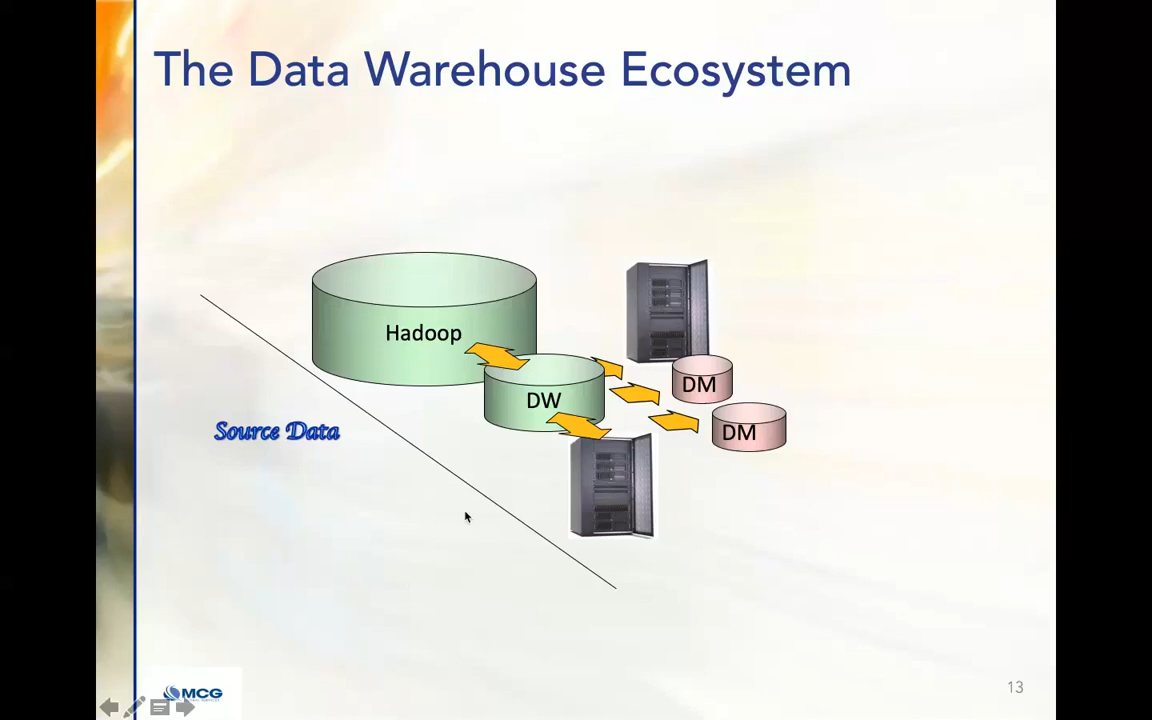 The Data Warehouse Ecosystem
Hadoop
DW
DM
DM
Source Data
MCG
13